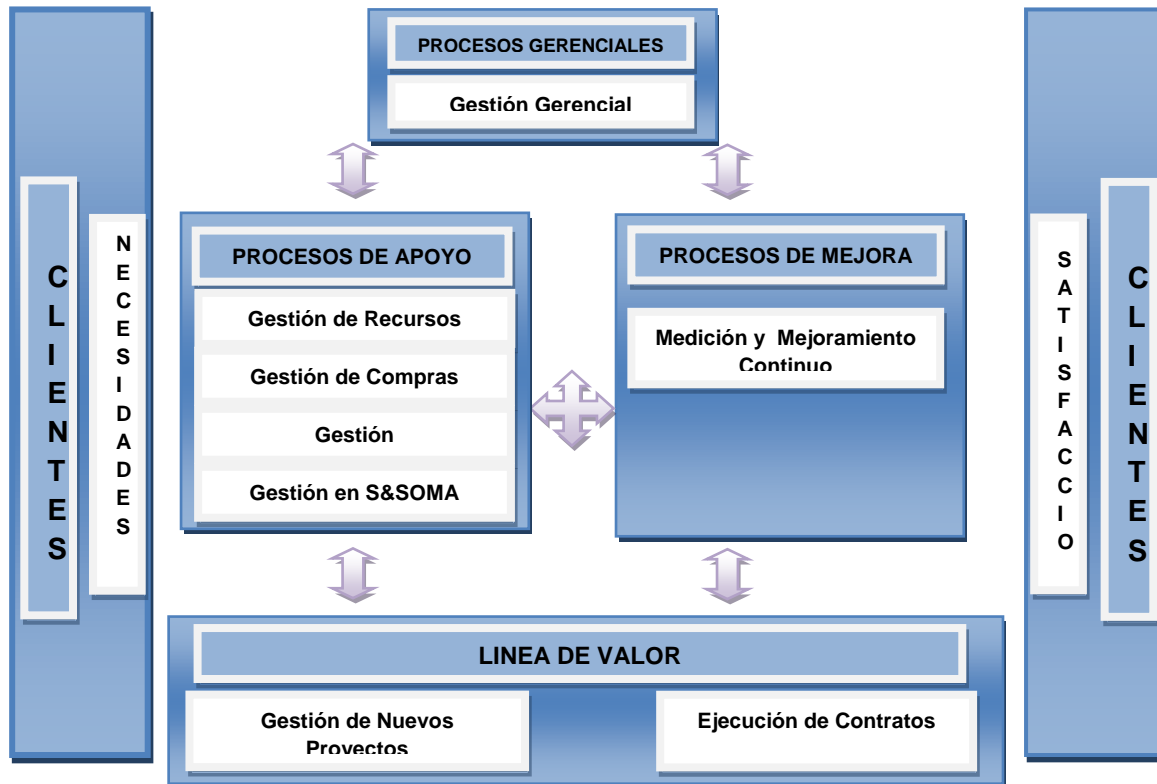 PROCESOS GERENCIALES
Gestión Gerencial
CLIENTES
NECESIDADES
PROCESOS DE APOYO
Gestión de Recursos
Gestión de Compras
Gestión
Gestión en S&SOMA
PROCESOS DE MEJORA
Medición y Mejoramiento
Continuo
SATISFACCIO
CLIENTES
LINEA DE VALOR
Gestión de Nuevos
Proyectos
Ejecución de Contratos